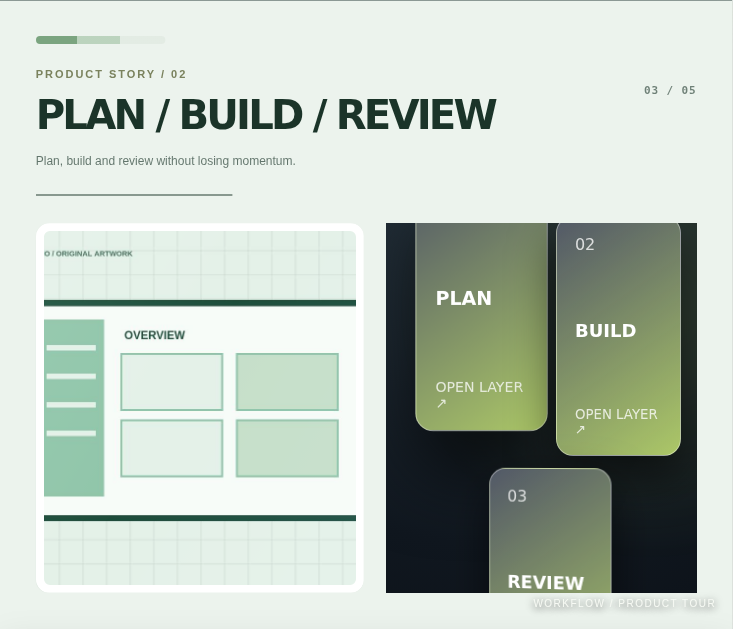 PRODUCT STORY / 02
03 / 05
PLAN / BUILD / REVIEW
Plan, build and review without losing momentum.
O / ORIGINAL ARTWORK
OVERVIEW
PLAN
OPEN LAYER
↗
02
BUILD
OPEN LAYER
↗
03
REVIEW
WORKFLOW / PRODUCT TOUR